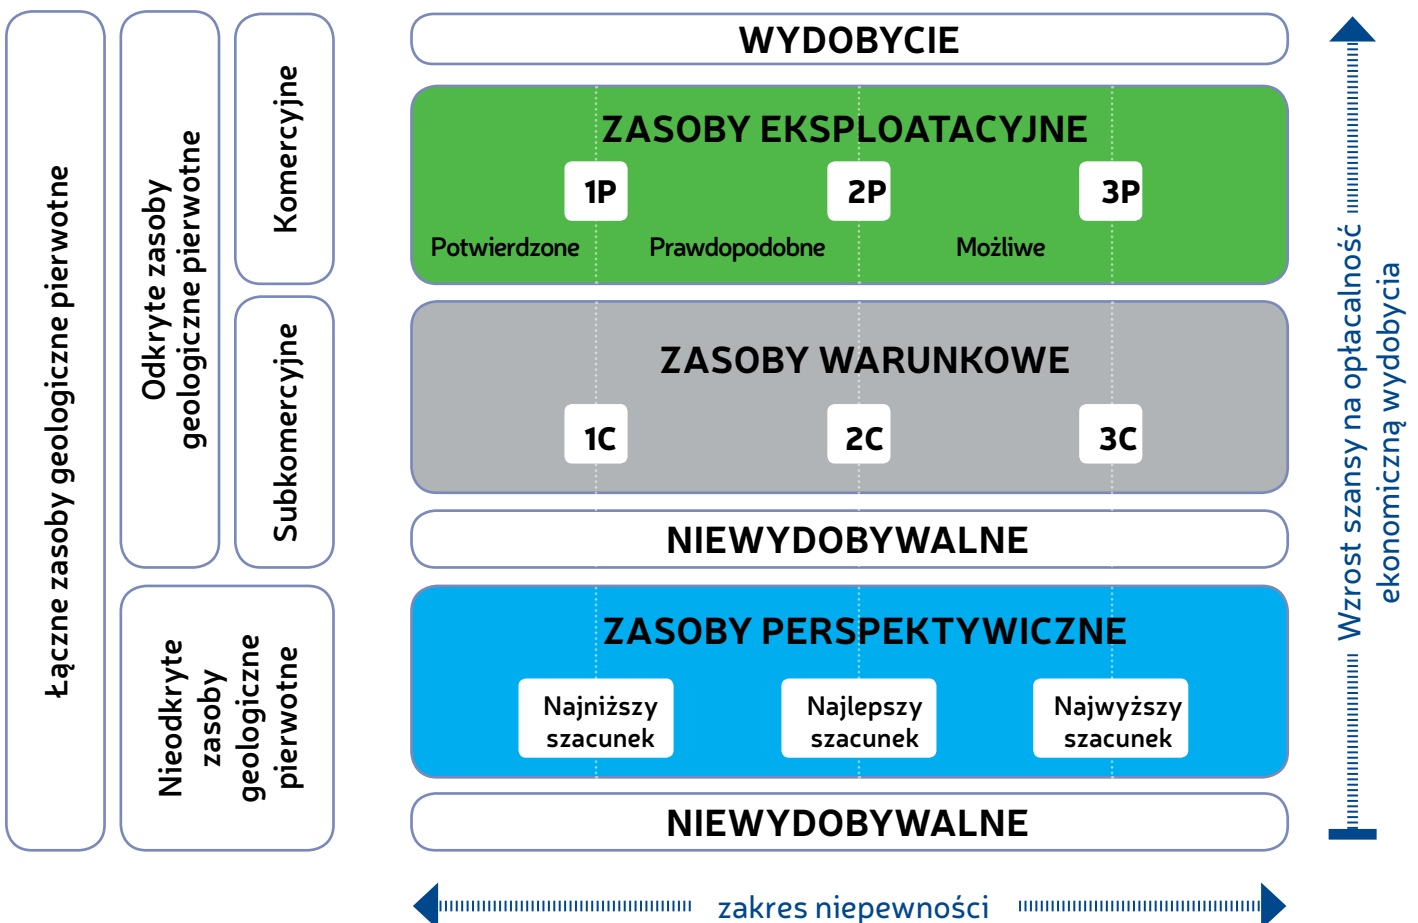 Łączne zasoby geologiczne pierwotne
Odkryte zasoby
geologiczne pierwotne
Komercyjne
Subkomercyjne
Nieodkryte
zasoby
geologiczne
pierwotne
WYDOBYCIE
ZASOBY EKSPLOATACYJNE
1P 2P 3P
Potwierdzone Prawdopodobne Możliwe
ZASOBY WARUNKOWE
1C 2C 3C
NIEWYDOBYWALNE
ZASOBY PERSPEKTYWICZNE
Najniższy
szacunek
Najlepszy
szacunek
Najwyższy
szacunek
NIEWYDOBYWALNE
zakres niepewności
Wzrost szansy na opłacalność
ekonomiczną wydobycia